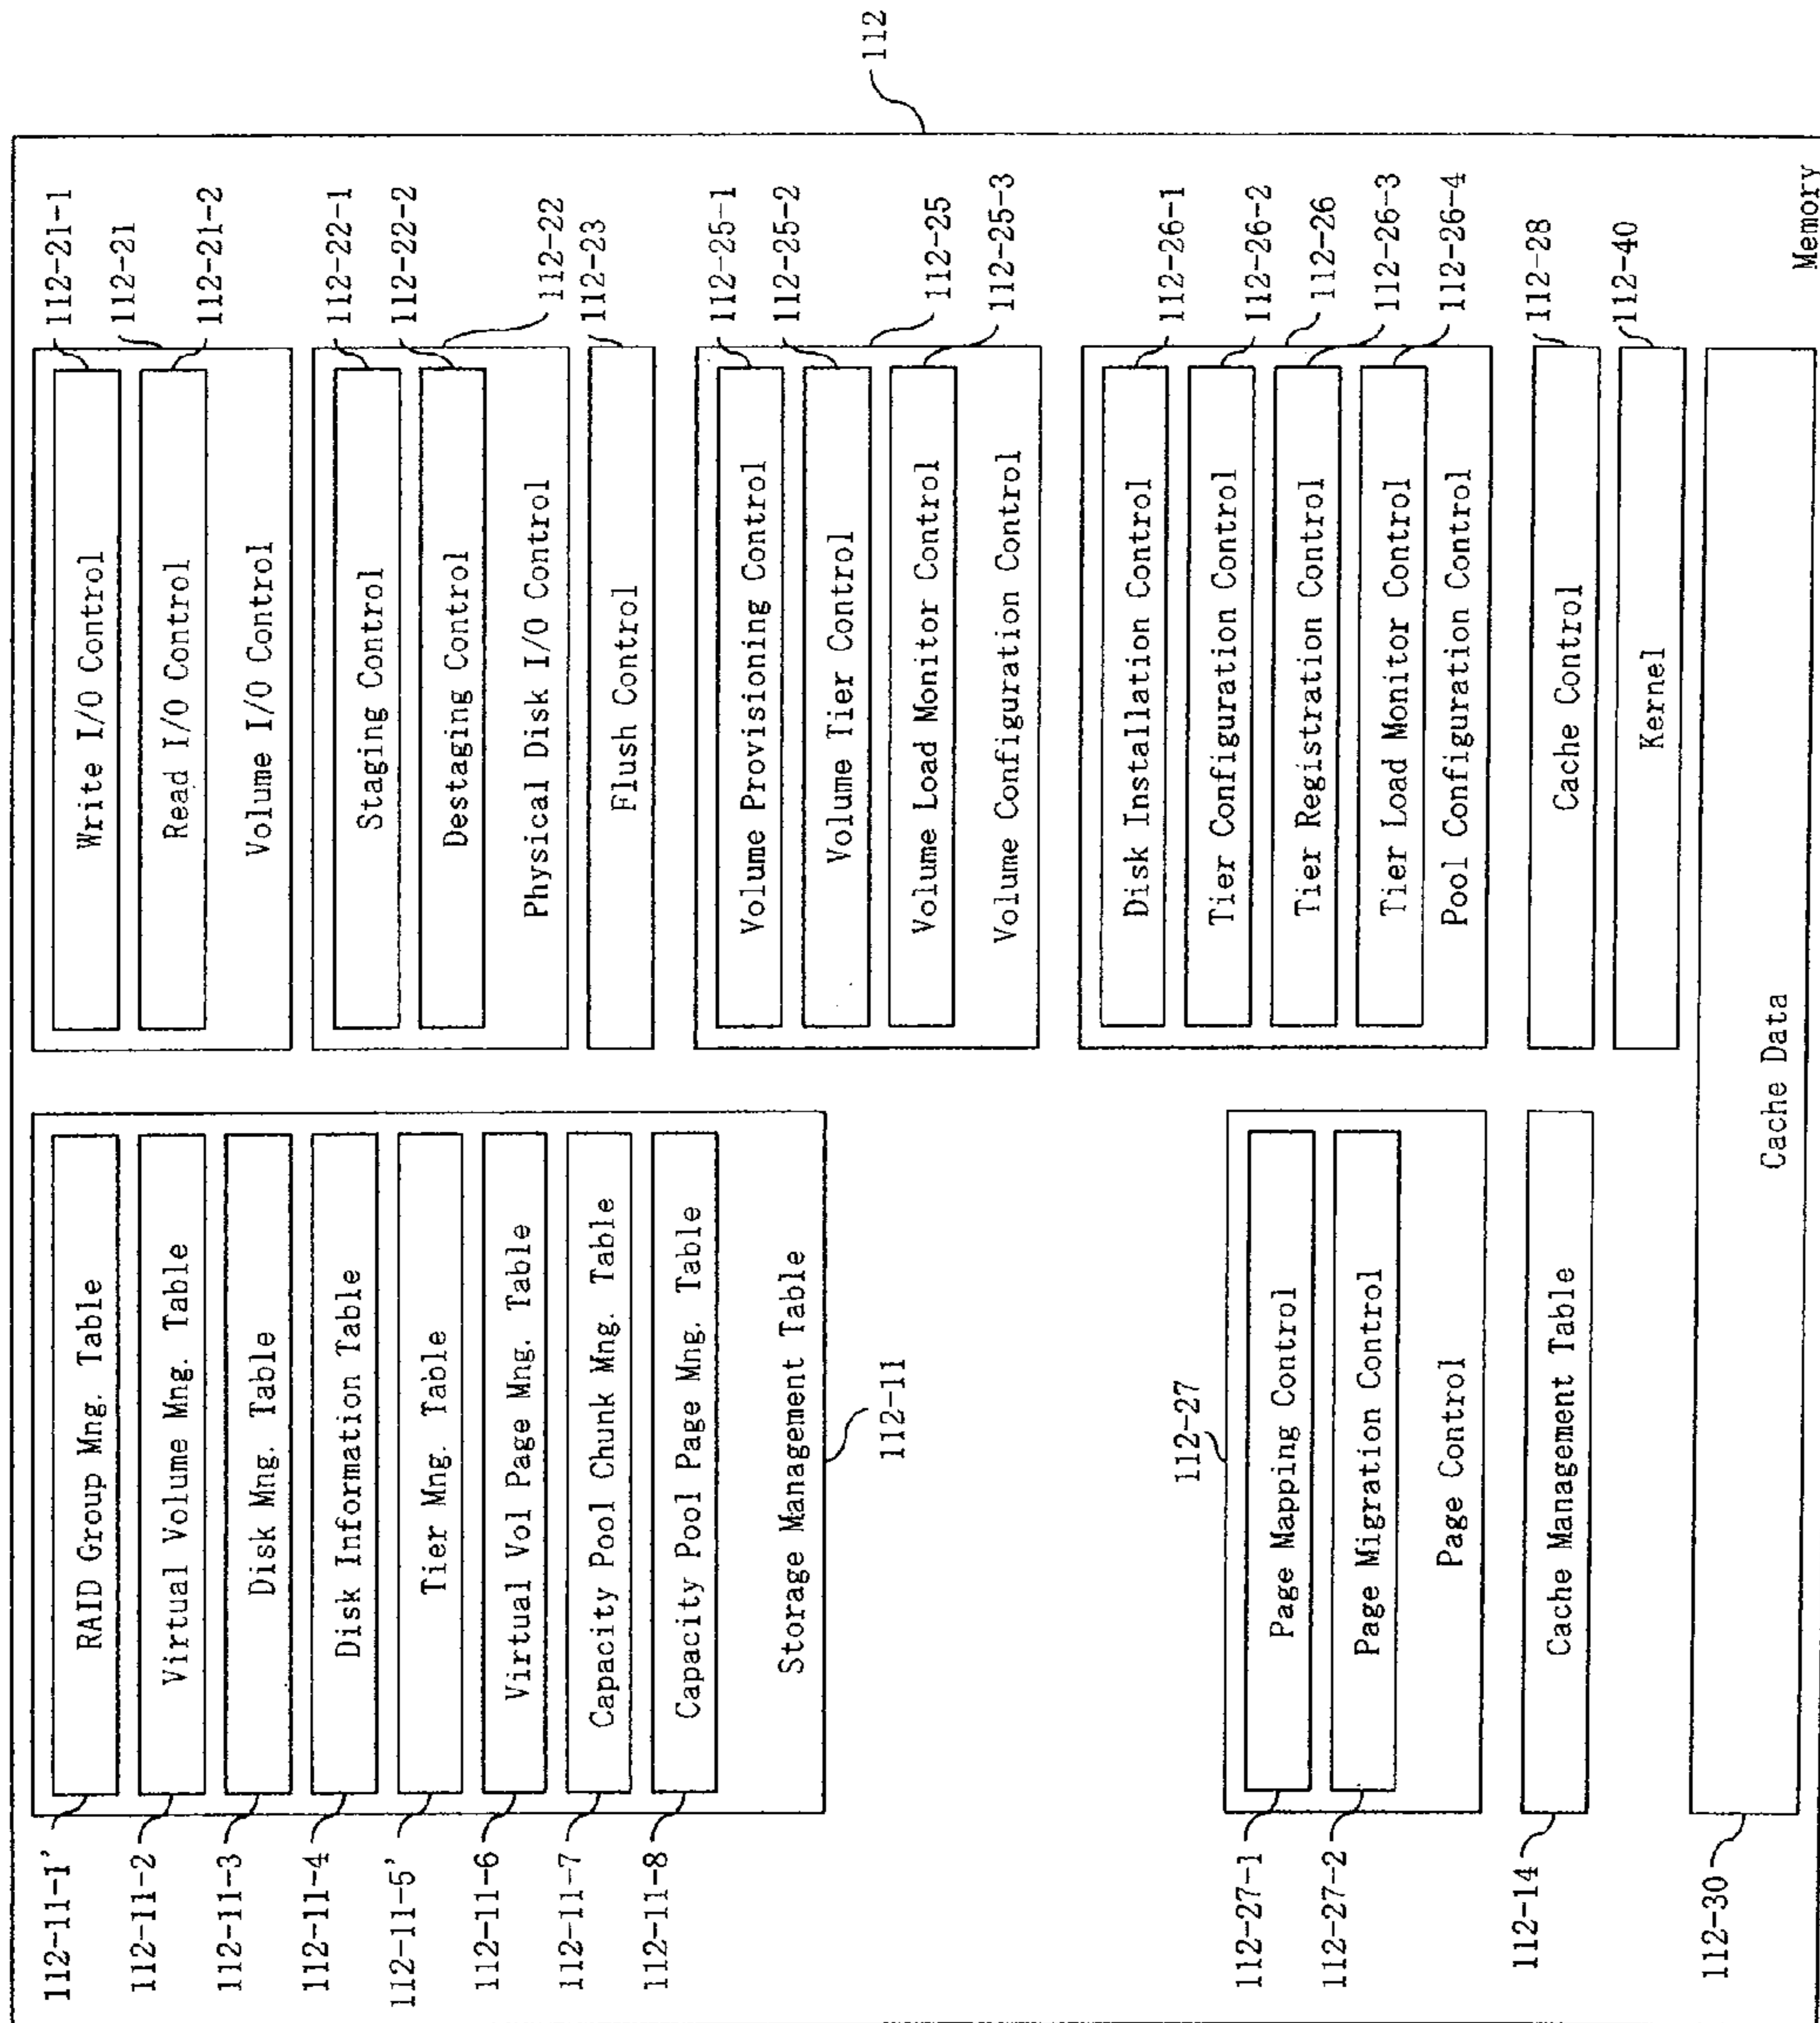 112
112-11-1'
RAID Group Mng. Table
112-11-2
Virtual Volume Mng. Table
112-11-3
Disk Mng. Table
112-11-4
Disk Information Table
112-11-5'
Tier Mng. Table
112-11-6
Virtual Vol Page Mng. Table
112-11-7
Capacity Pool Chunk Mng. Table
112-11-8
Capacity Pool Page Mng. Table
Storage Management Table
112-11
112-27
112-27-1
Page Mapping Control
112-27-2
Page Migration Control
Page Control
112-14
Cache Management Table
112-30
Cache Data
Write I/O Control
112-21-1
112-21
Read I/O Control
112-21-2
Volume I/O Control
Staging Control
112-22-1
Destaging Control
112-22-2
Physical Disk I/O Control
112-22
Flush Control
112-23
Volume Provisioning Control
112-25-1
Volume Tier Control
112-25-2
112-25
Volume Load Monitor Control
112-25-3
Volume Configuration Control
Disk Installation Control
112-26-1
Tier Configuration Control
112-26-2
112-26
Tier Registration Control
112-26-3
Tier Load Monitor Control
112-26-4
Pool Configuration Control
Cache Control
112-28
Kernel
112-40
Memory